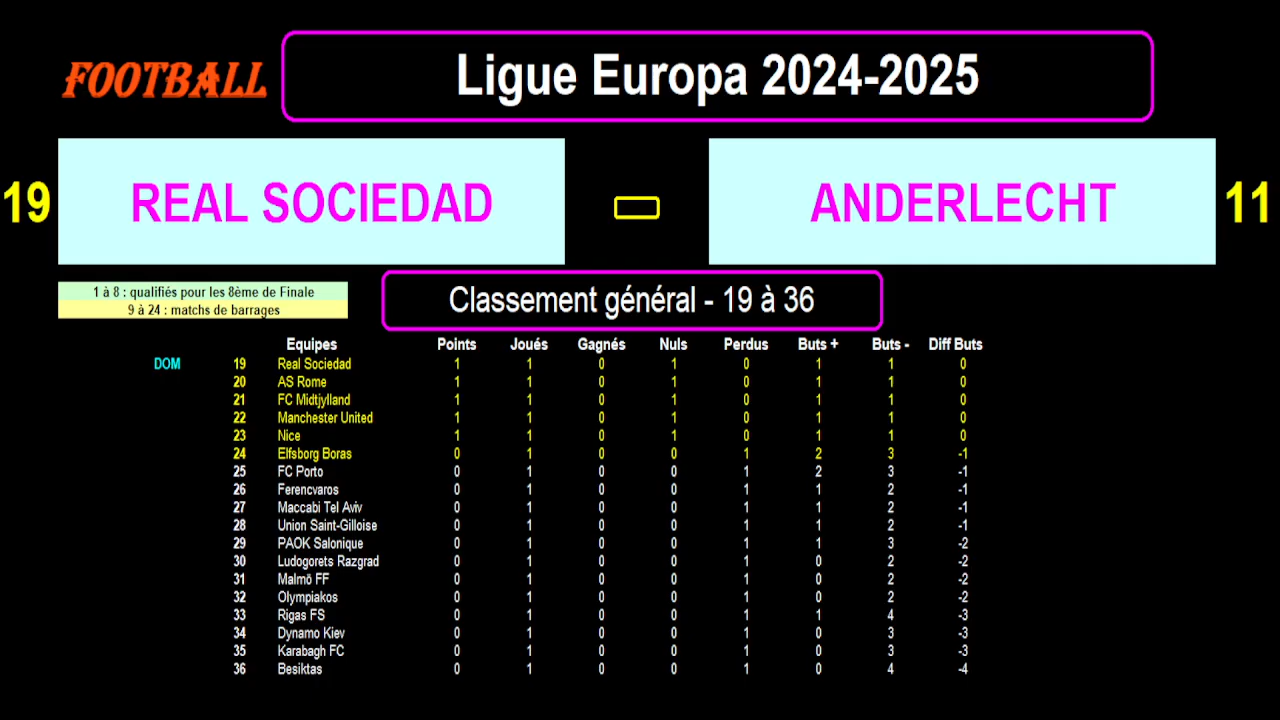 FOOTBALL
Ligue Europa 2024-2025
19 REAL SOCIEDAD - ANDERLECHT 11
1 à 8 : qualifiés pour les 8ème de Finale
9 à 24 : matchs de barrages
Classement général - 19 à 36
Equipes Points Joués Gagnés Nuls Perdus Buts + Buts - Diff Buts
DOM 19 Real Sociedad 1 1 0 1 0 1 1 0
20 AS Rome 1 1 0 1 0 1 1 0
21 FC Midtjylland 1 1 0 1 0 1 1 0
22 Manchester United 1 1 0 1 0 1 1 0
23 Nice 1 1 0 1 0 1 1 0
24 Elfsborg Boras 0 1 0 0 1 2 3 -1
25 FC Porto 0 1 0 0 1 2 3 -1
26 Ferencvaros 0 1 0 0 1 1 2 -1
27 Maccabi Tel Aviv 0 1 0 0 1 1 2 -1
28 Union Saint-Gilloise 0 1 0 0 1 1 2 -1
29 PAOK Salonique 0 1 0 0 1 1 3 -2
30 Ludogorets Razgrad 0 1 0 0 1 0 2 -2
31 Malmö FF 0 1 0 0 1 0 2 -2
32 Olympiakos 0 1 0 0 1 0 2 -2
33 Rigas FS 0 1 0 0 1 1 4 -3
34 Dynamo Kiev 0 1 0 0 1 0 3 -3
35 Karabagh FC 0 1 0 0 1 0 3 -3
36 Besiktas 0 1 0 0 1 0 4 -4